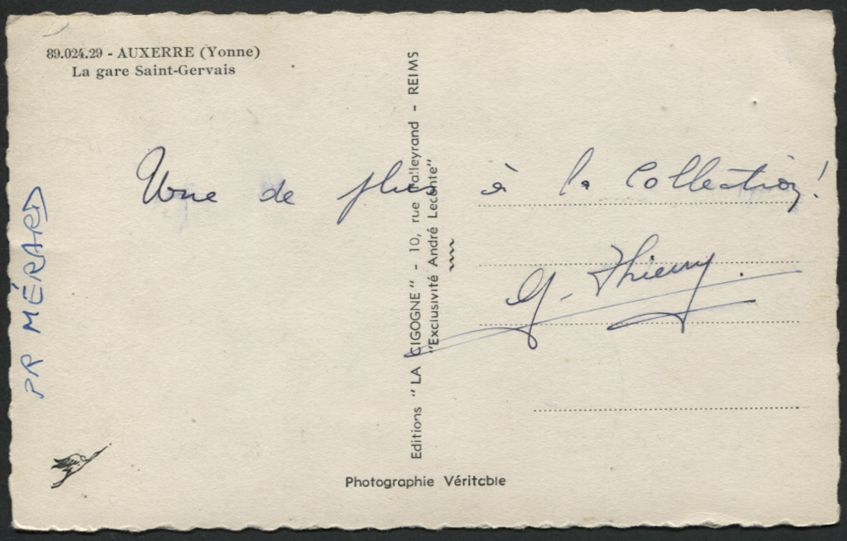 89.024.29 - AUXERRE (Yonne)
La gare Saint-Gervais
Une de plus à la Collection!
G. Thierry.
PR MÉRARD
Editions "LA CIGOGNE" - 10, rue Talleyrand - REIMS
"Exclusivité André Leconte"
Photographie Véritable